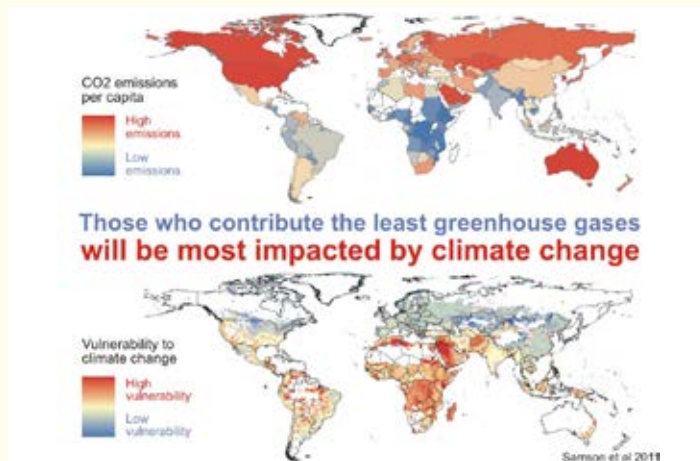 CO2 emissions
per capita
High
emissions
Low
emissions
Those who contribute the least greenhouse gases
will be most impacted by climate change
Vulnerability to
climate change
High
vulnerability
Low
vulnerability
Samson et al 2011